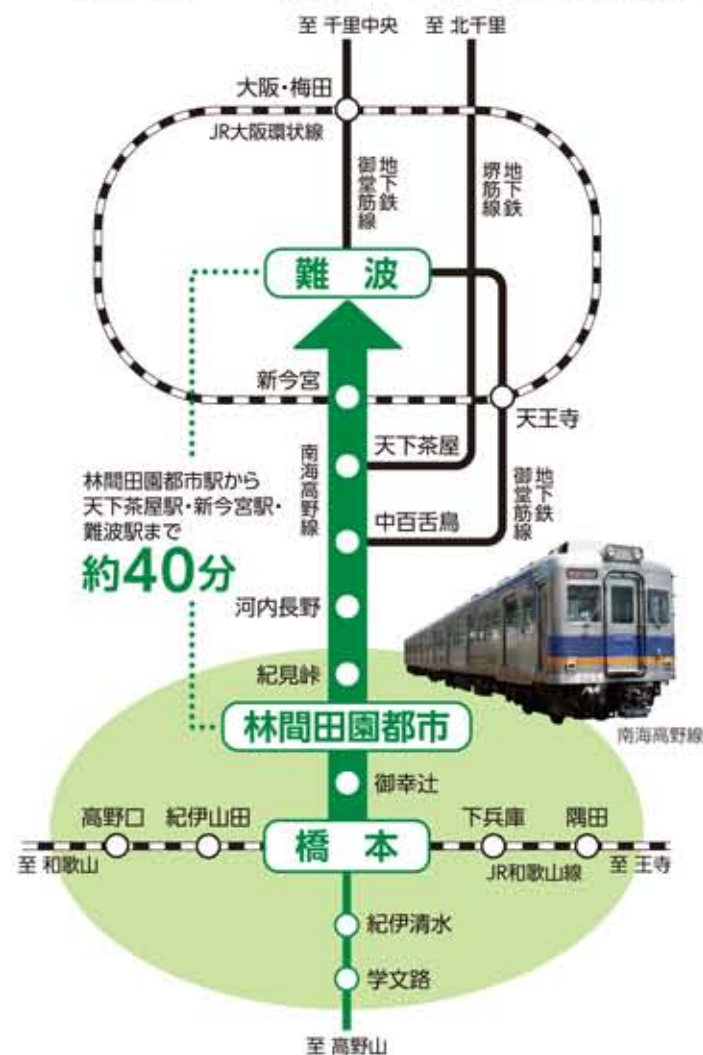 至 千里中央
至 北千里
大阪・梅田
JR大阪環状線
地下鉄
御堂筋線
地下鉄
堺筋線
難波
新今宮
天王寺
南海高野線
天下茶屋
地下鉄
御堂筋線
林間田園都市駅から
天下茶屋駅・新今宮駅・
難波駅まで
約40分
中百舌鳥
河内長野
紀見峠
林間田園都市
南海高野線
御幸辻
高野口
紀伊山田
橋本
下兵庫
隅田
至 和歌山
JR和歌山線
至 王寺
紀伊清水
学文路
至 高野山